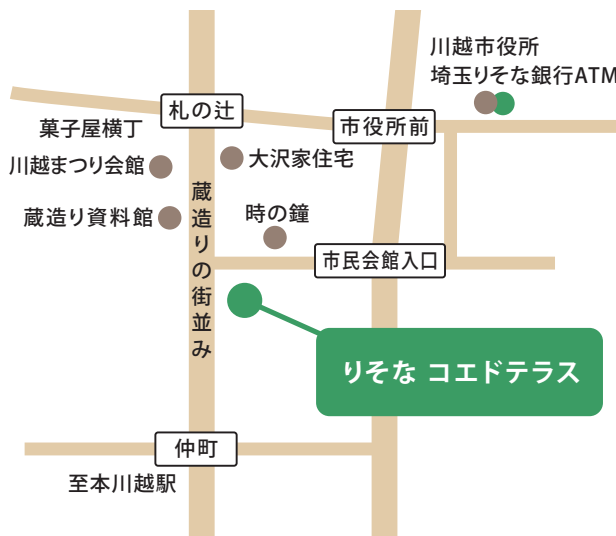 川越市役所
埼玉りそな銀行ATM
札の辻
市役所前
菓子屋横丁
川越まつり会館
大沢家住宅
蔵造り資料館
時の鐘
蔵造りの街並み
市民会館入口
りそな コエドテラス
仲町
至本川越駅